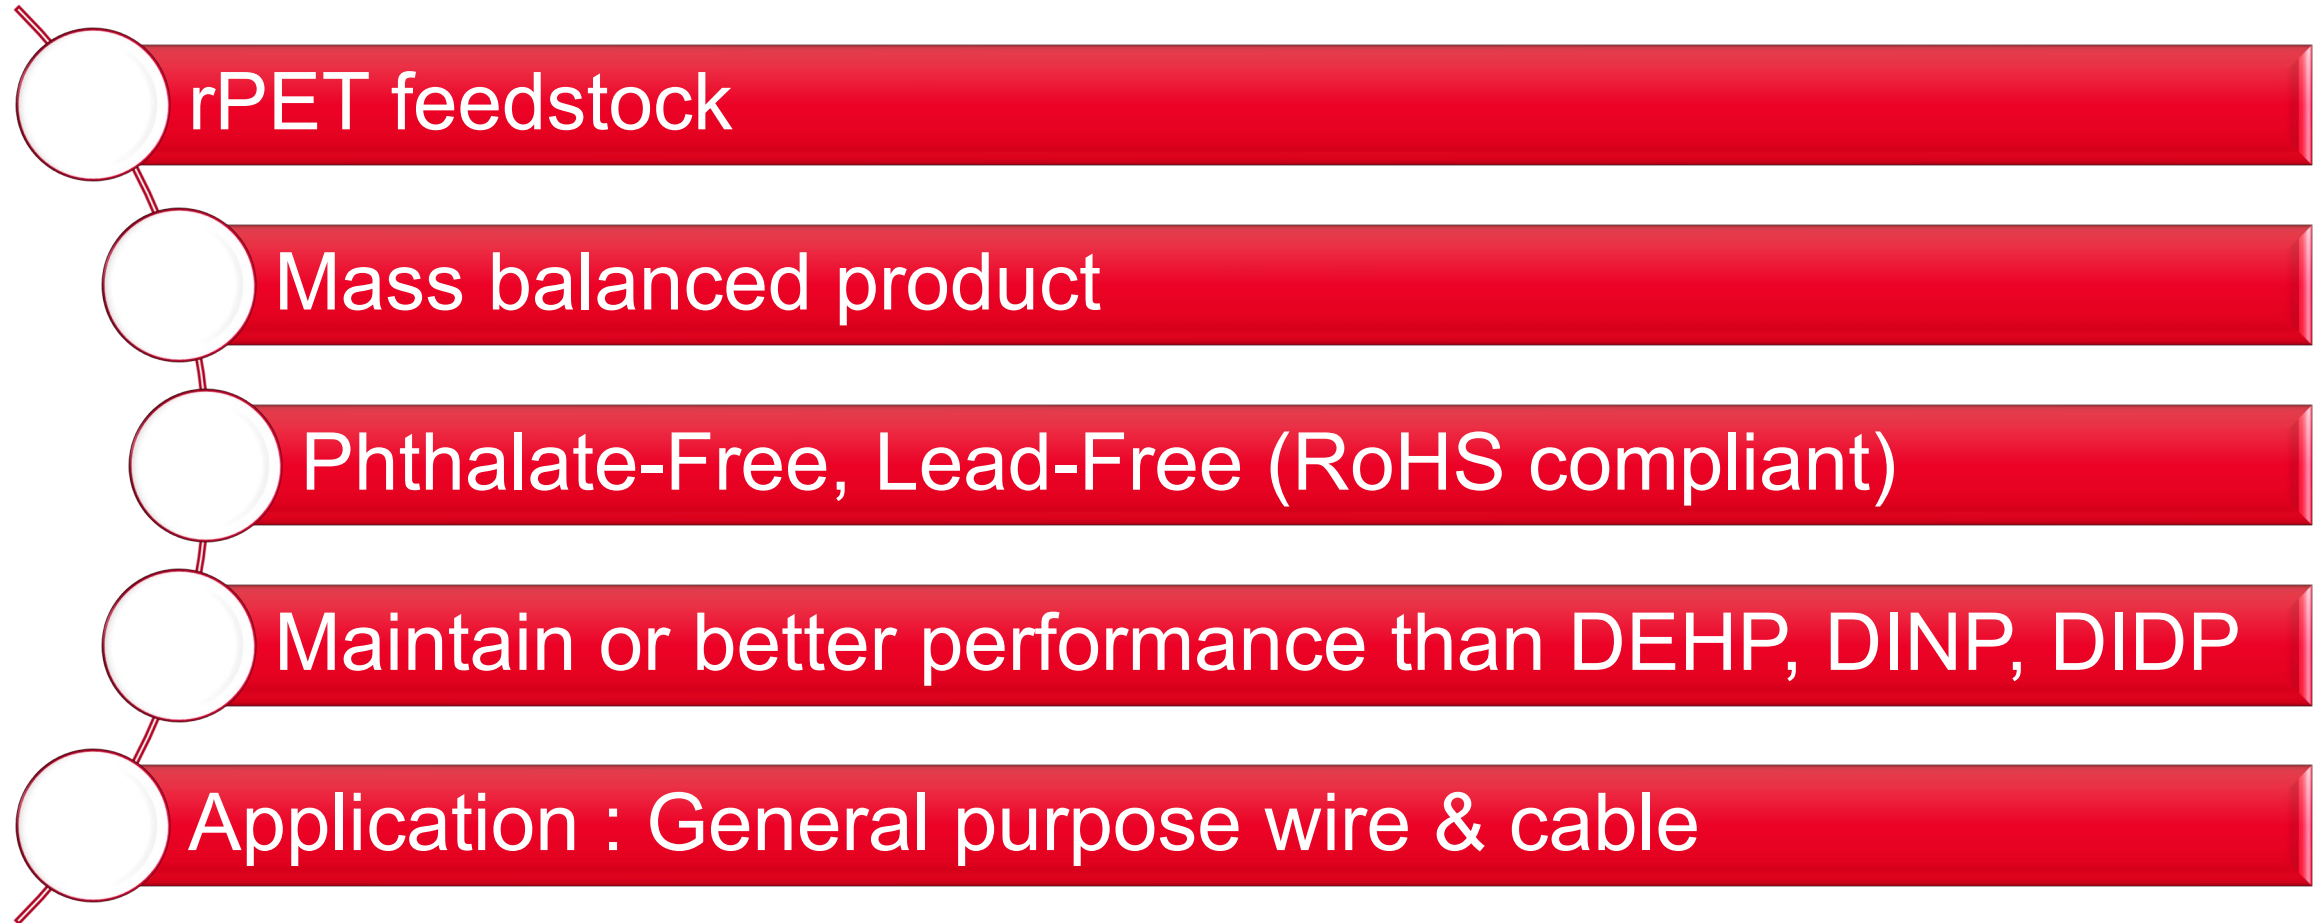 rPET feedstock
Mass balanced product
Phthalate-Free, Lead-Free (RoHS compliant)
Maintain or better performance than DEHP, DINP, DIDP
Application : General purpose wire & cable